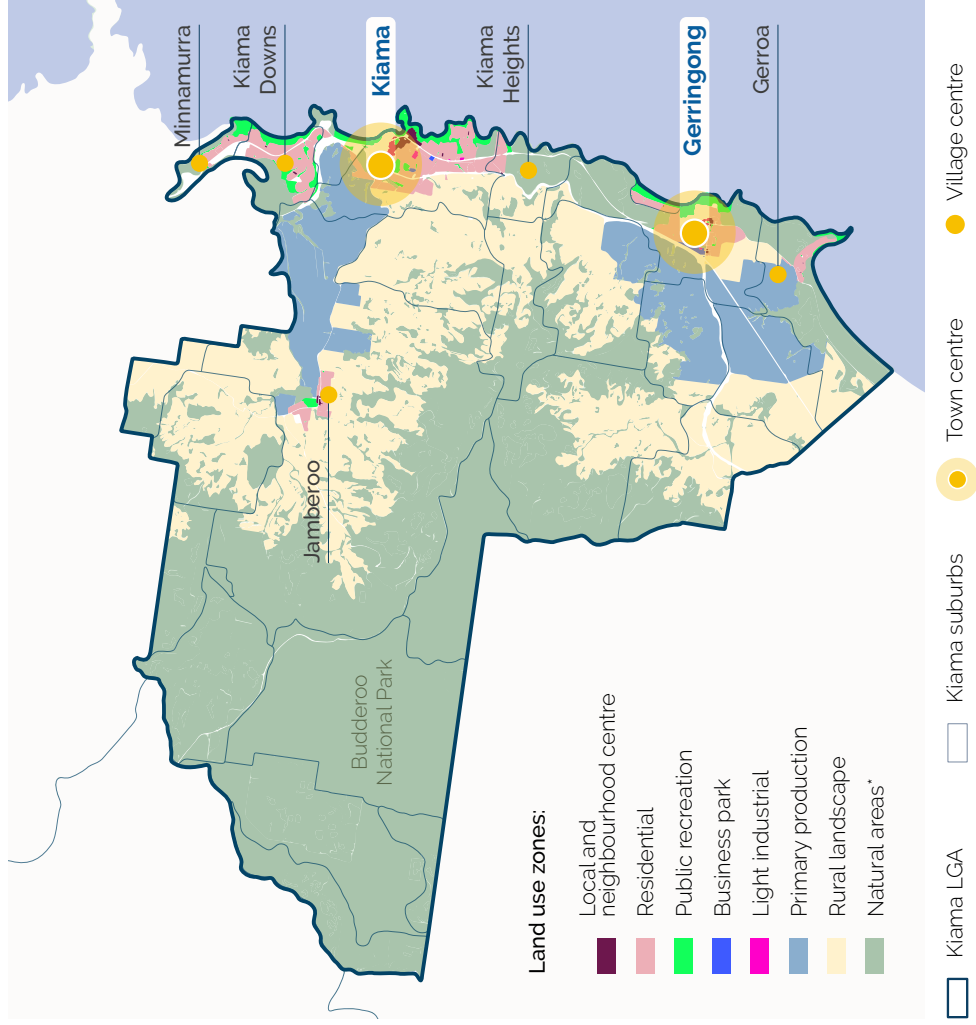 Minnamurra
Kiama
Downs
Kiama
Kiama
Heights
Gerringong
Gerroa
Jamberoo
Budderoo
National Park
Land use zones:
Local and
neighbourhood centre
Residential
Public recreation
Business park
Light industrial
Primary production
Rural landscape
Natural areas*
Kiama LGA
Kiama suburbs
Town centre
Village centre